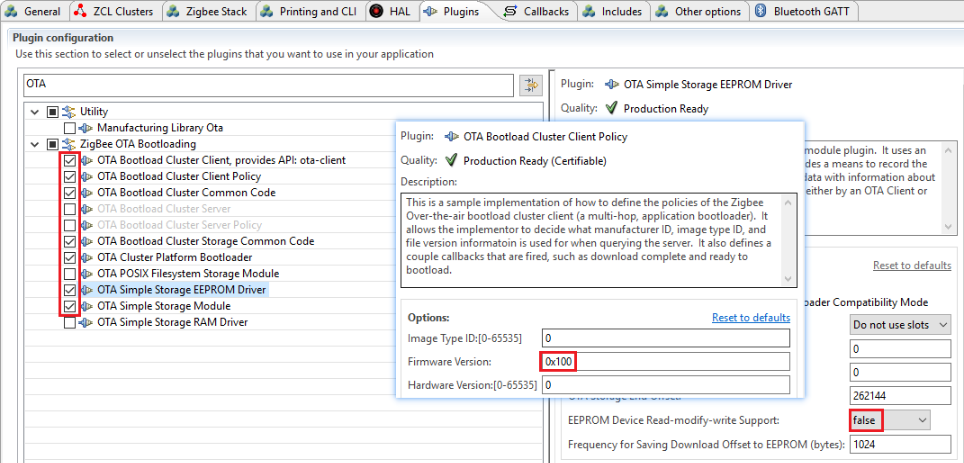 General ZCL Clusters Zigbee Stack Printing and CLI HAL Plugins Callbacks Includes Other options Bluetooth GATT
Plugin configuration
Use this section to select or unselect the plugins that you want to use in your application
OTA
Utility
Manufacturing Library Ota
ZigBee OTA Bootloading
OTA Bootload Cluster Client, provides API: ota-client
OTA Bootload Cluster Client Policy
OTA Bootload Cluster Common Code
OTA Bootload Cluster Server
OTA Bootload Cluster Server Policy
OTA Bootload Cluster Storage Common Code
OTA Cluster Platform Bootloader
OTA POSIX Filesystem Storage Module
OTA Simple Storage EEPROM Driver
OTA Simple Storage Module
OTA Simple Storage RAM Driver
Plugin: OTA Bootload Cluster Client Policy
Quality: Production Ready (Certifiable)
Description:
This is a sample implementation of how to define the policies of the Zigbee
Over-the-air bootload cluster client (a multi-hop, application bootloader). It
allows the implementor to decide what manufacturer ID, image type ID, and
file version informatoin is used for when querying the server. It also defines a
couple callbacks that are fired, such as download complete and ready to
bootload.
Options: Reset to defaults
Image Type ID:[0-65535] 0
Firmware Version: 0x100
Hardware Version:[0-65535] 0
Plugin: OTA Simple Storage EEPROM Driver
Quality: Production Ready
module plugin. It uses an
des a means to record the
data with information about
either by an OTA Client or
Reset to defaults
oader Compatibility Mode
Do not use slots
0
0
262144
EEPROM Device Read-modify-write Support: false
Frequency for Saving Download Offset to EEPROM (bytes): 1024